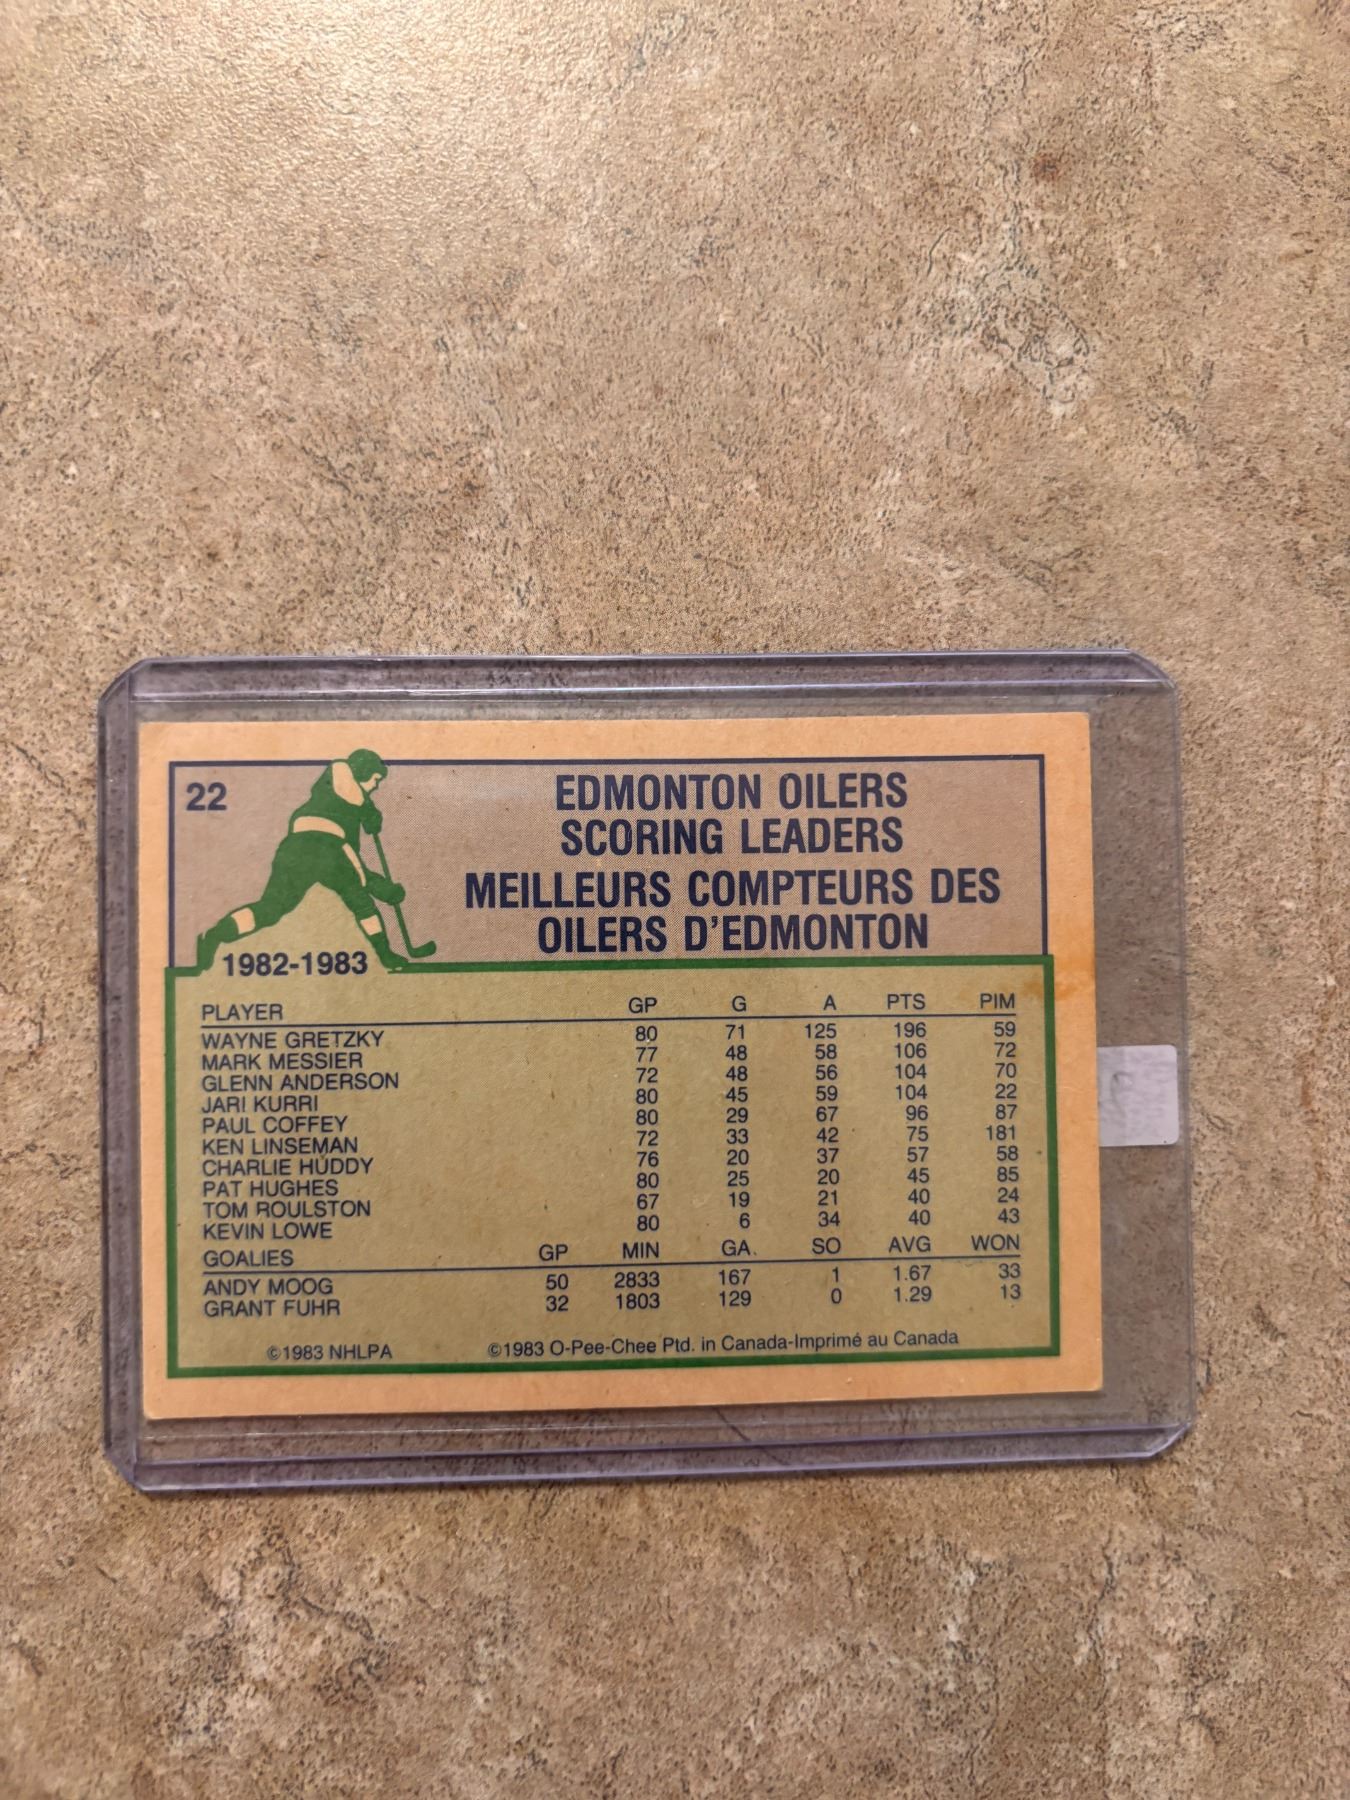 22
EDMONTON OILERS
SCORING LEADERS
MEILLEURS COMPTEURS DES
OILERS D'EDMONTON
1982-1983
PLAYER GP G A PTS PIM
WAYNE GRETZKY 80 71 125 196 59
MARK MESSIER 77 48 58 106 72
GLENN ANDERSON 72 48 56 104 70
JARI KURRI 80 45 59 104 22
PAUL COFFEY 80 29 67 96 87
KEN LINSEMAN 72 33 42 75 181
CHARLIE HUDDY 76 20 37 57 58
PAT HUGHES 80 25 20 45 85
TOM ROULSTON 67 19 21 40 24
KEVIN LOWE 80 6 34 40 43
GOALIES GP MIN GA SO AVG WON
ANDY MOOG 50 2833 167 1 1.67 33
GRANT FUHR 32 1803 129 0 1.29 13
©1983 NHLPA ©1983 O-Pee-Chee Ptd. in Canada-Imprimé au Canada